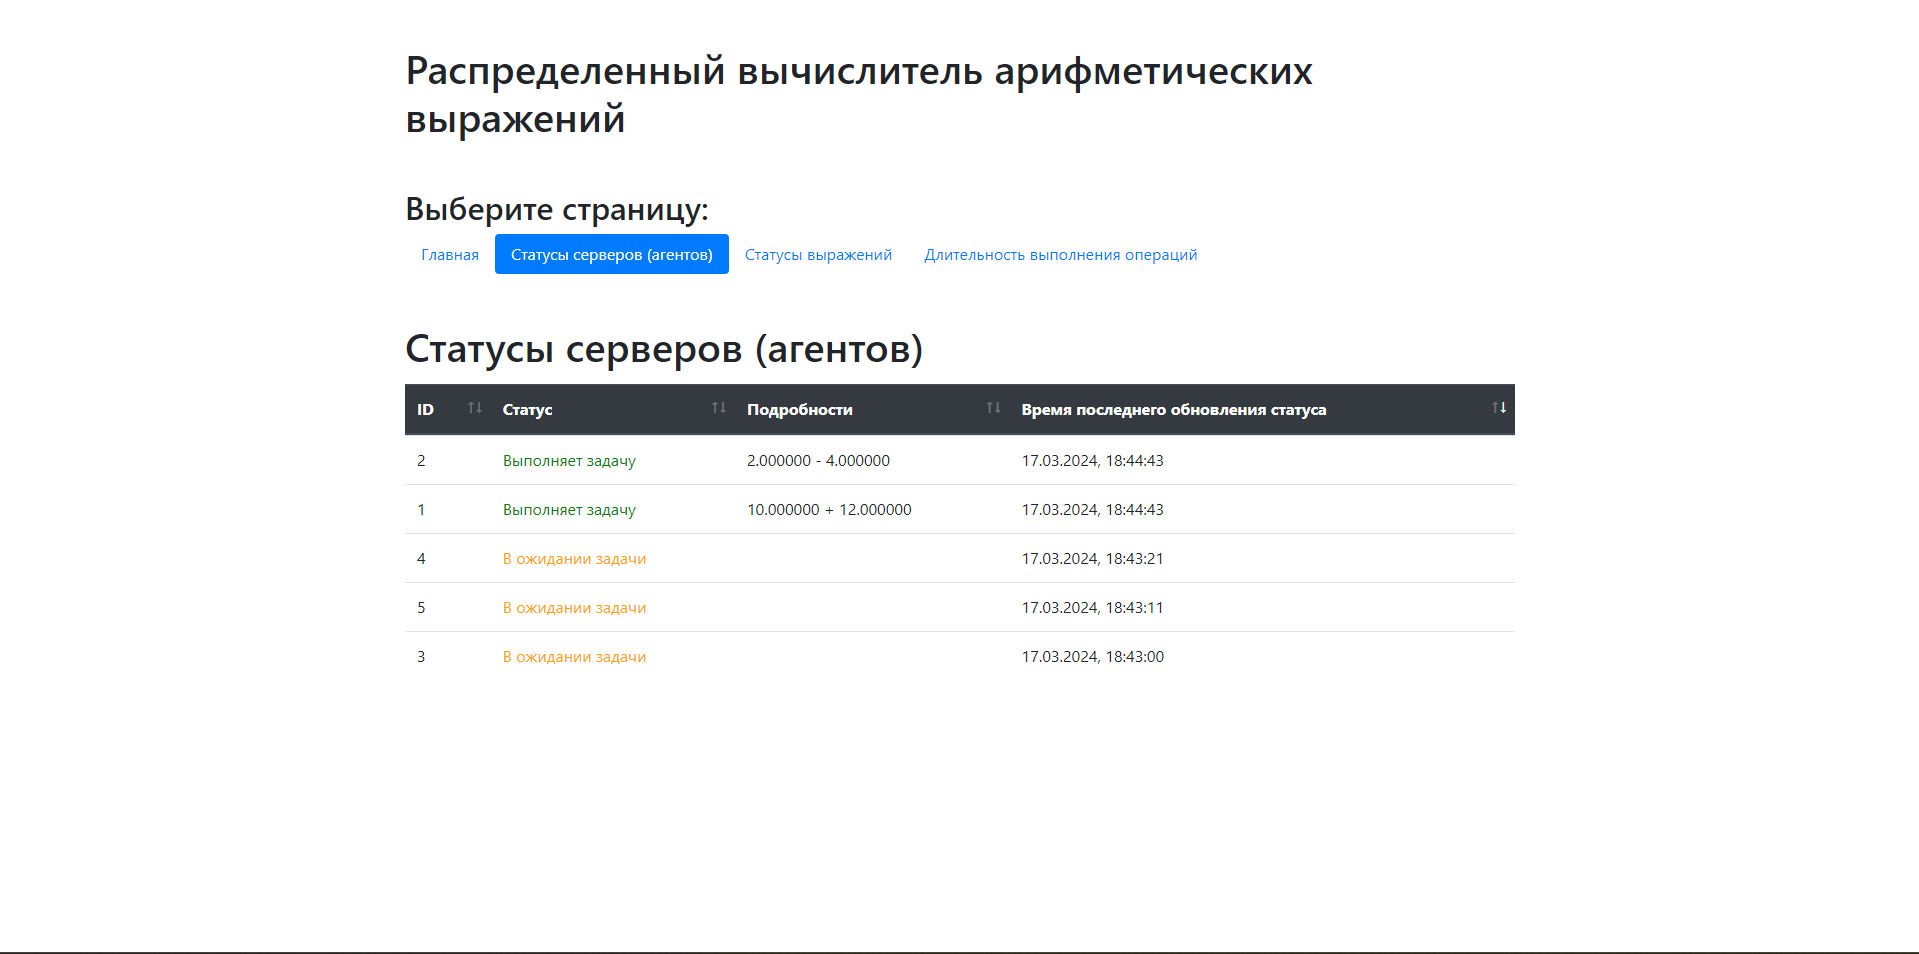 Распределенный вычислитель арифметических
выражений
Выберите страницу:
Главная Статусы серверов (агентов) Статусы выражений Длительность выполнения операций
Статусы серверов (агентов)
ID Статус Подробности Время последнего обновления статуса
2 Выполняет задачу 2.000000 - 4.000000 17.03.2024, 18:44:43
1 Выполняет задачу 10.000000 + 12.000000 17.03.2024, 18:44:43
4 В ожидании задачи 17.03.2024, 18:43:21
5 В ожидании задачи 17.03.2024, 18:43:11
3 В ожидании задачи 17.03.2024, 18:43:00